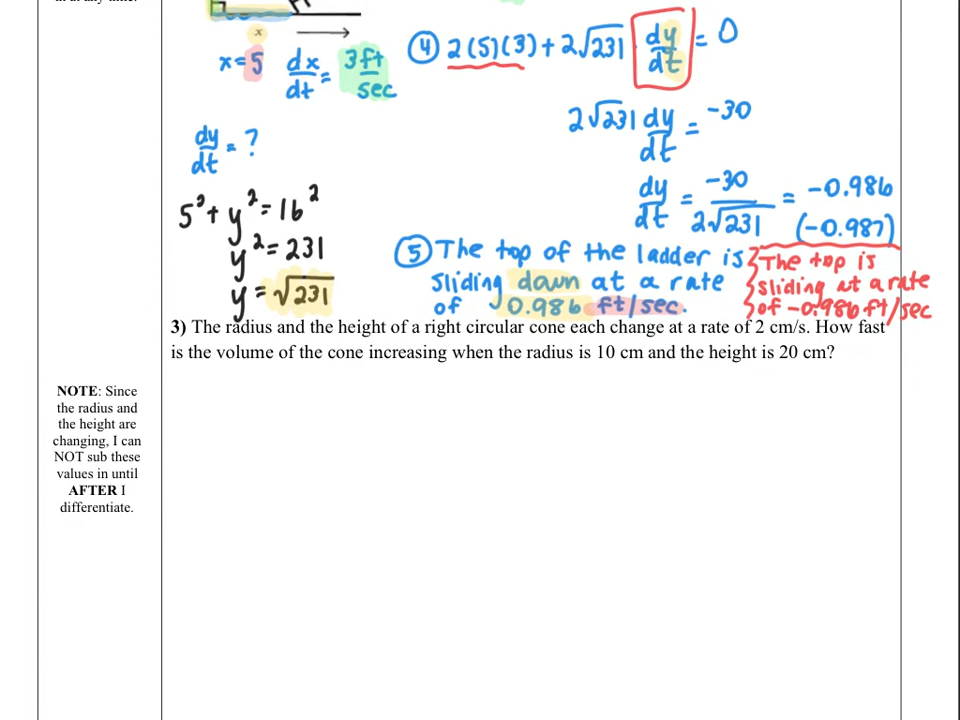 x
x=5 dx/dt = 3ft/sec
④ 2(5)(3)+2√231 dy/dt = 0
2√231 dy/dt = -30
dy/dt = ?
dy/dt = -30/2√231 = -0.986
(-0.987)
5²+y²=16²
y²=231
y=√231
⑤ The top of the ladder is
sliding down at a rate
of 0.986 ft/sec.
The top is
sliding at a rate
of -0.986 ft/sec
3) The radius and the height of a right circular cone each change at a rate of 2 cm/s. How fast
is the volume of the cone increasing when the radius is 10 cm and the height is 20 cm?
NOTE: Since
the radius and
the height are
changing, I can
NOT sub these
values in until
AFTER I
differentiate.